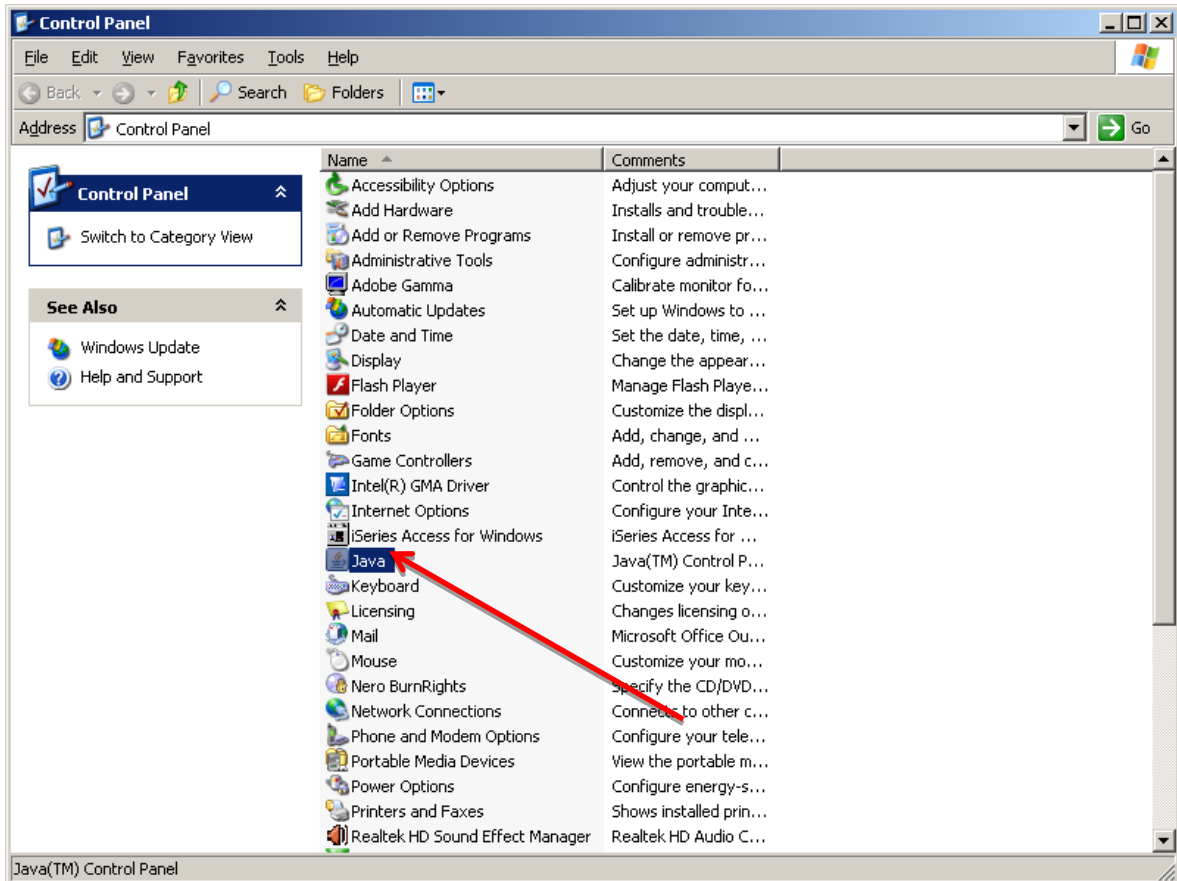 Control Panel
File Edit View Favorites Tools Help
Back Search Folders
Address Control Panel Go
Control Panel
Switch to Category View
See Also
Windows Update
Help and Support
Name Comments
Accessibility Options Adjust your comput...
Add Hardware Installs and trouble...
Add or Remove Programs Install or remove pr...
Administrative Tools Configure administr...
Adobe Gamma Calibrate monitor fo...
Automatic Updates Set up Windows to ...
Date and Time Set the date, time, ...
Display Change the appear...
Flash Player Manage Flash Playe...
Folder Options Customize the displ...
Fonts Add, change, and ...
Game Controllers Add, remove, and c...
Intel(R) GMA Driver Control the graphic...
Internet Options Configure your Inte...
iSeries Access for Windows iSeries Access for ...
Java Java(TM) Control P...
Keyboard Customize your key...
Licensing Changes licensing o...
Mail Microsoft Office Ou...
Mouse Customize your mo...
Nero BurnRights Specify the CD/DVD...
Network Connections Connects to other c...
Phone and Modem Options Configure your tele...
Portable Media Devices View the portable m...
Power Options Configure energy-s...
Printers and Faxes Shows installed prin...
Realtek HD Sound Effect Manager Realtek HD Audio C...
Java(TM) Control Panel